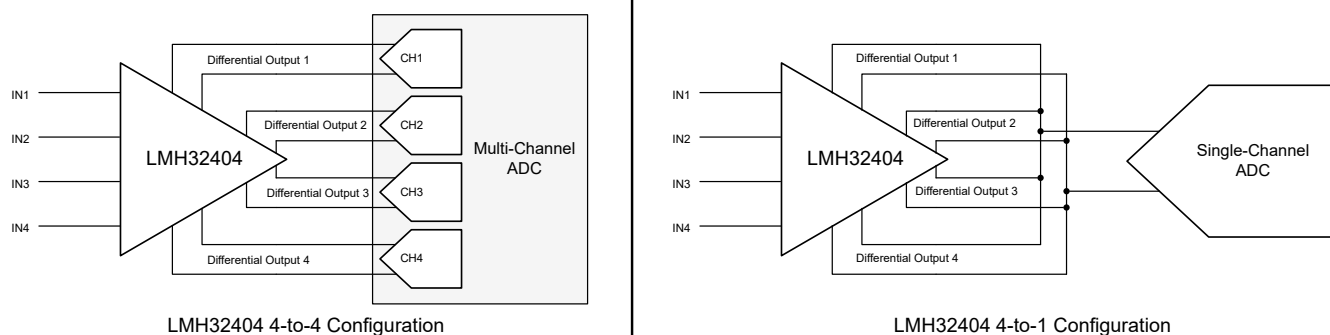 IN1
IN2
IN3
IN4
LMH32404
Differential Output 1
Differential Output 2
Differential Output 3
Differential Output 4
CH1
CH2
CH3
CH4
Multi-Channel
ADC
LMH32404 4-to-4 Configuration
IN1
IN2
IN3
IN4
LMH32404
Differential Output 1
Differential Output 2
Differential Output 3
Differential Output 4
Single-Channel
ADC
LMH32404 4-to-1 Configuration